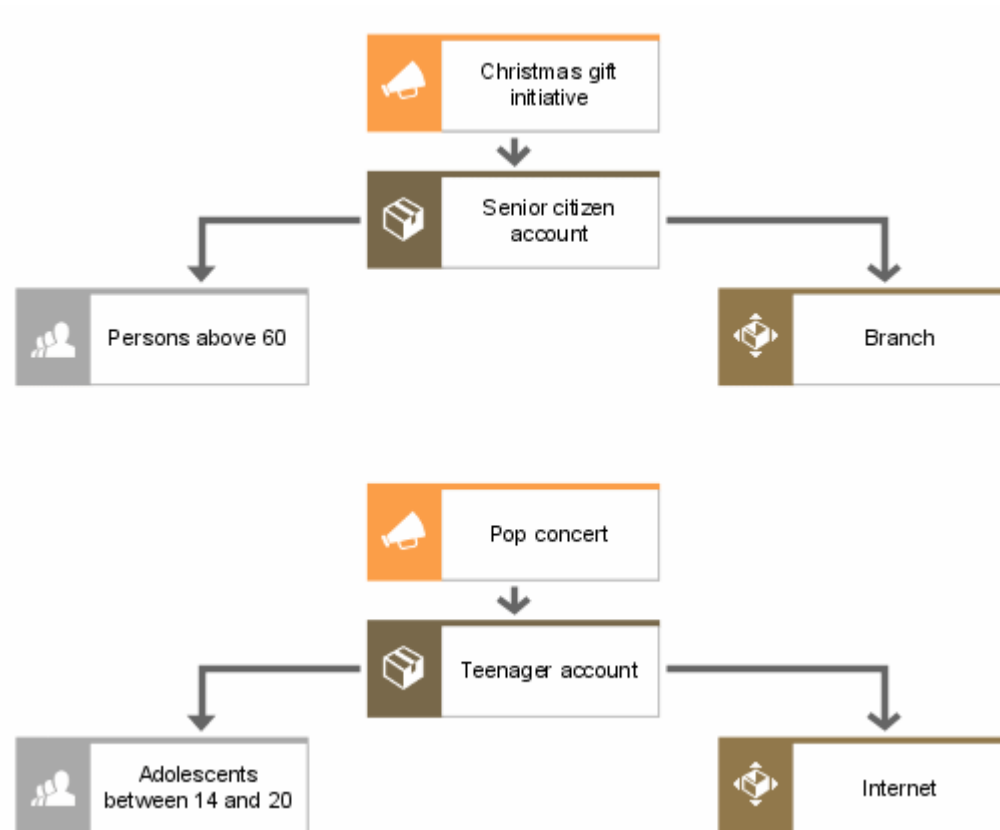 Christmas gift
initiative
Senior citizen
account
Persons above 60
Branch
Pop concert
Teenager account
Adolescents
between 14 and 20
Internet